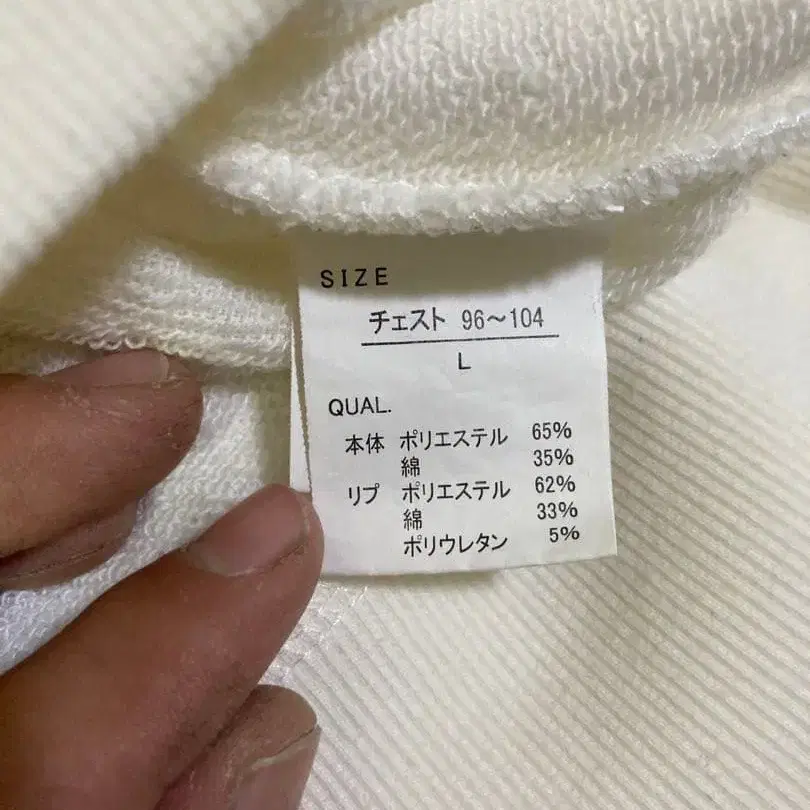 SIZE
チェスト 96～104
L
QUAL.
本体 ポリエステル 65%
綿 35%
リブ ポリエステル 62%
綿 33%
ポリウレタン 5%